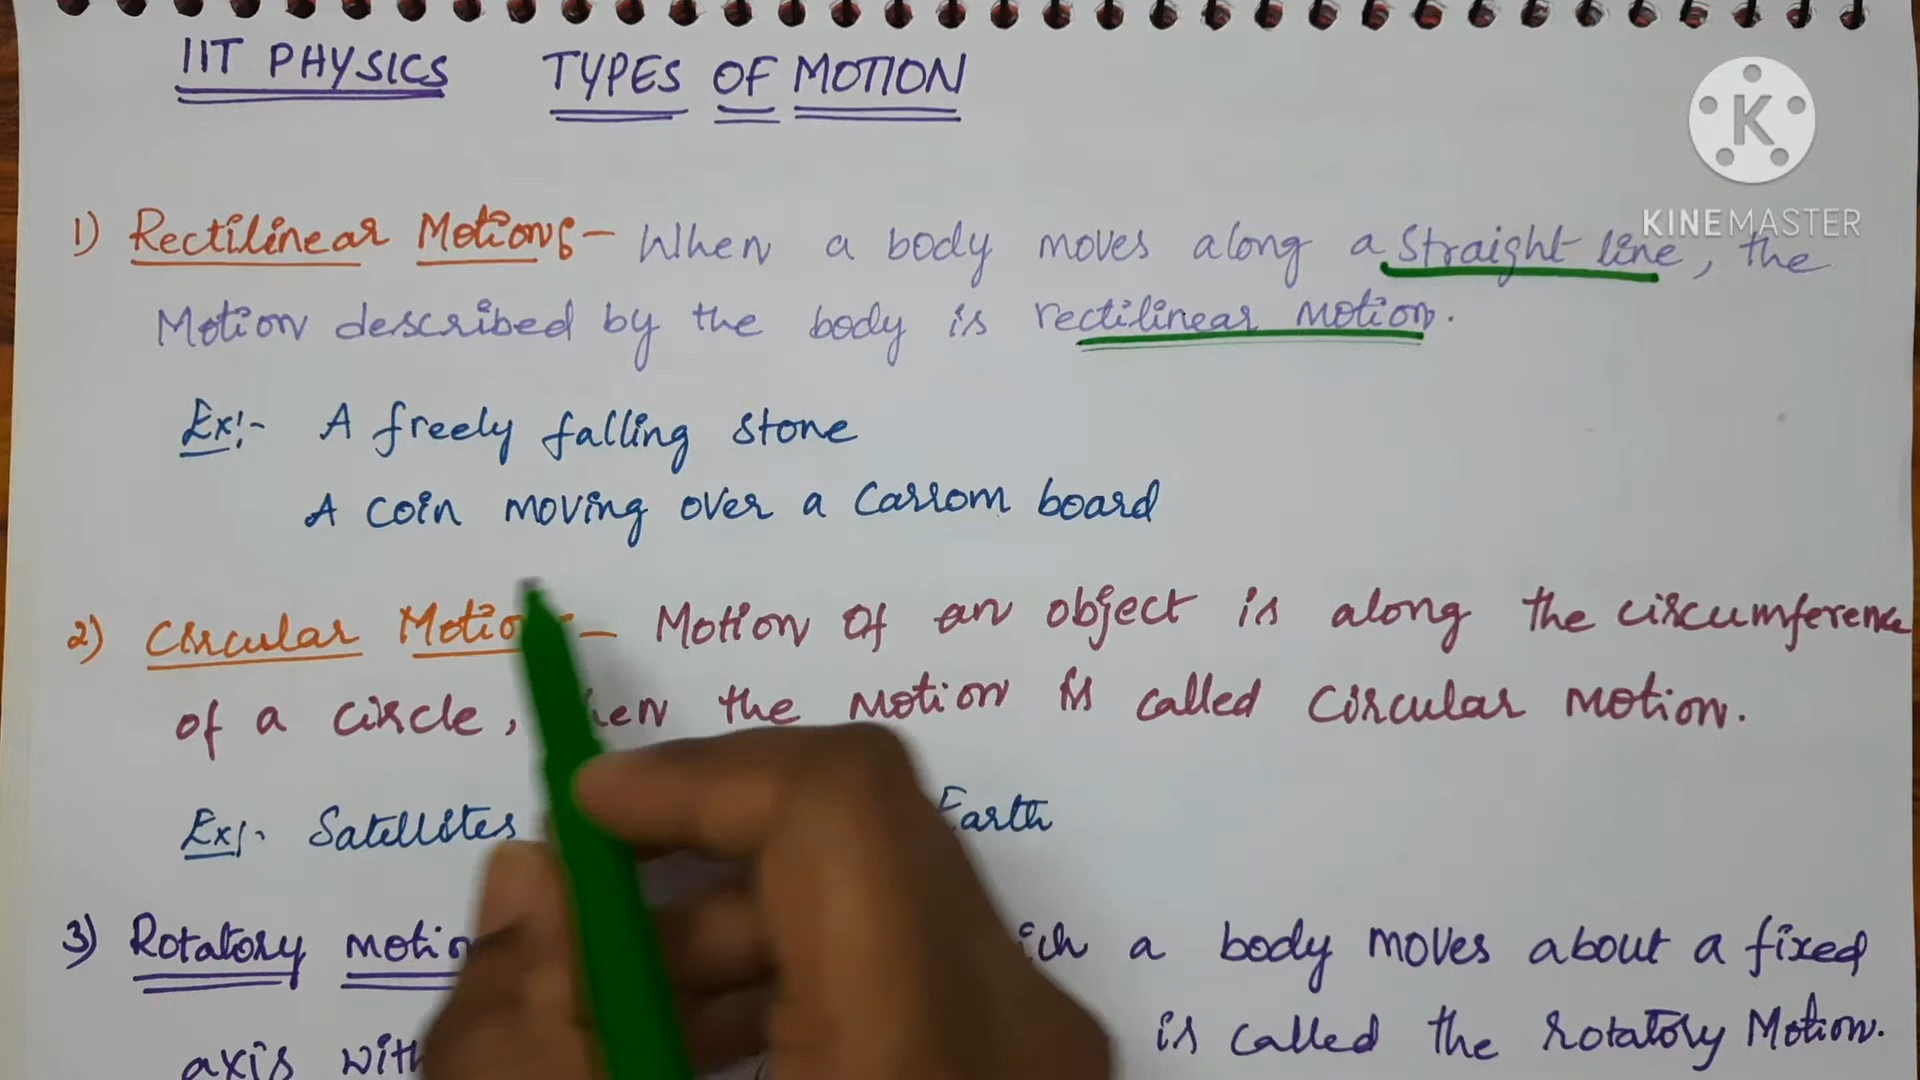 IIT PHYSICS TYPES OF MOTION
K
KINEMASTER
1) Rectilinear Motion:- When a body moves along a straight line, the
Motion described by the body is rectilinear motion.
Ex:- A freely falling stone
A coin moving over a Carrom board
2) Circular Motion:- Motion of an object is along the circumference
of a circle, the motion is called circular motion.
Ex:- Satellites Earth
3) Rotatory motion a body moves about a fixed
axis is called the rotatory Motion.